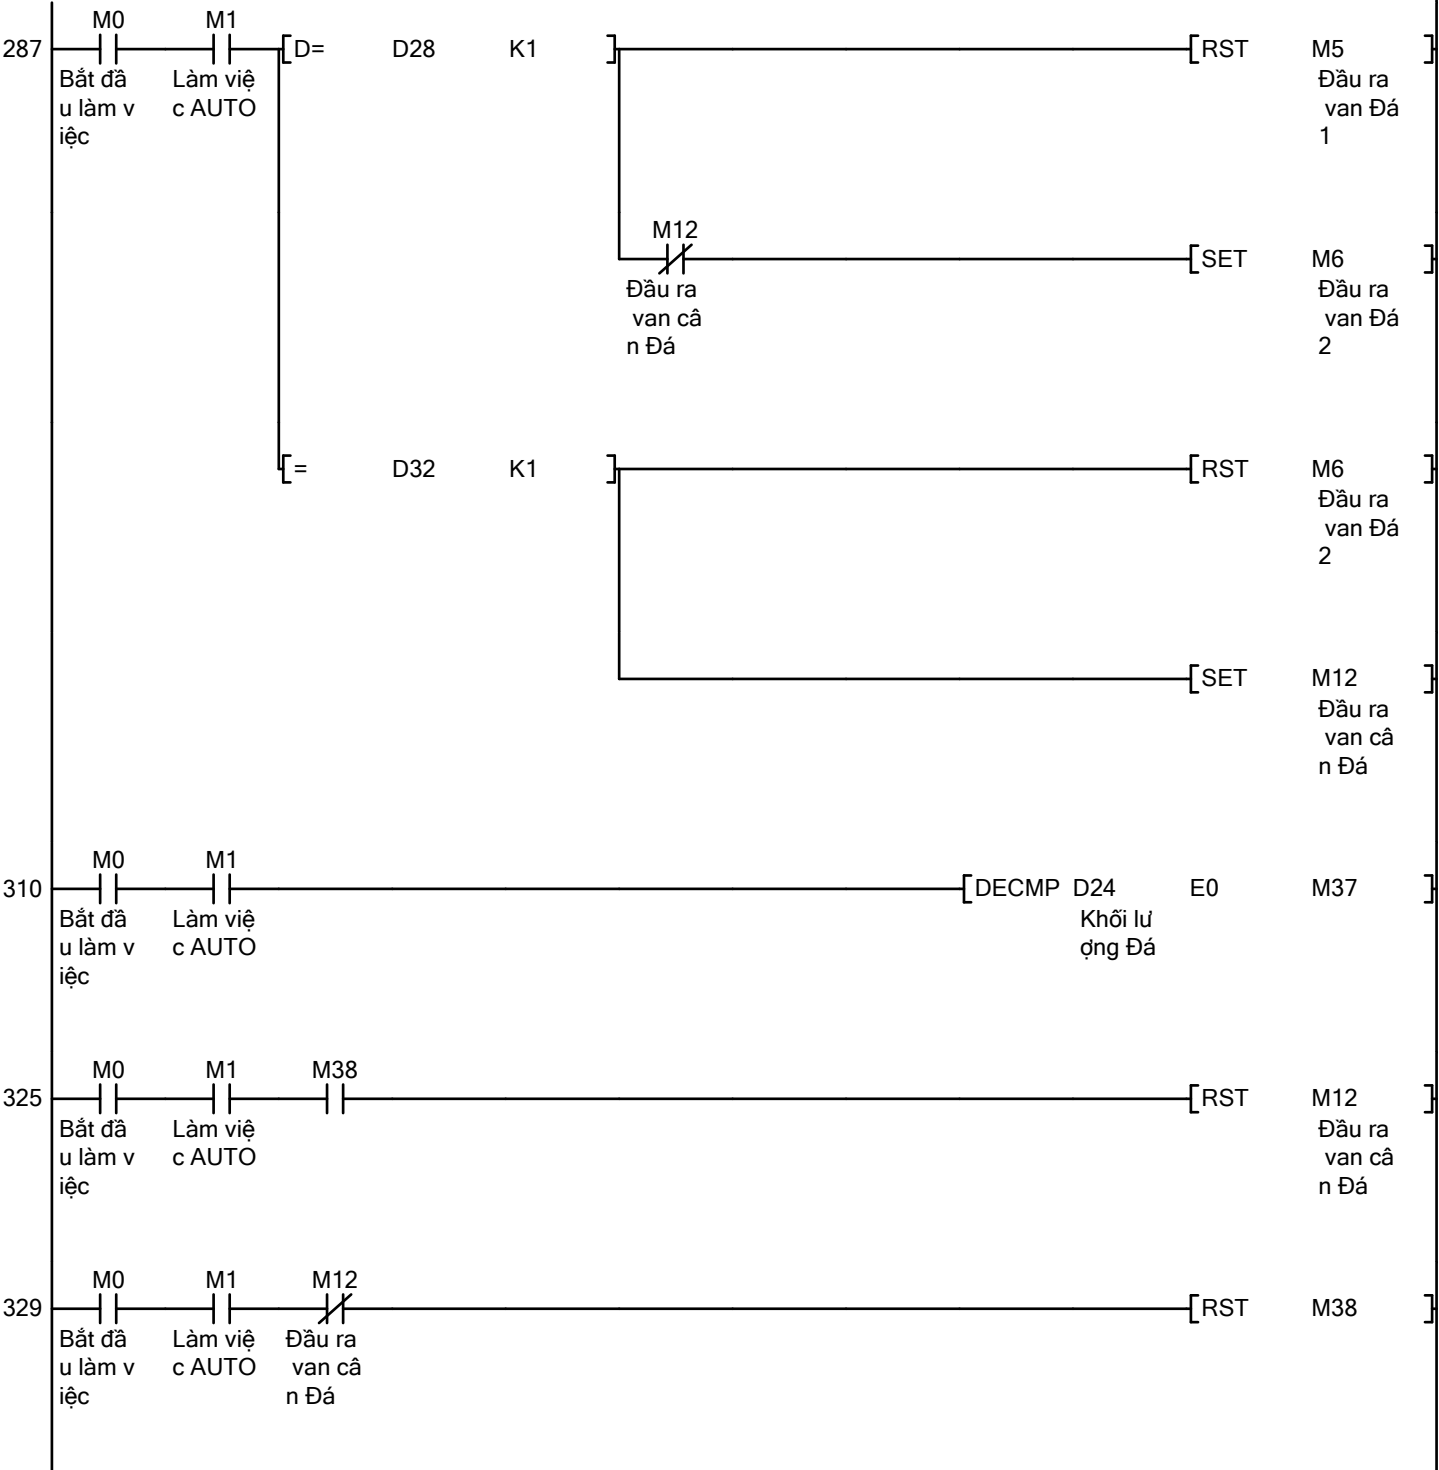 M0 M1
287 D= D28 K1 RST M5
Bắt đầ Làm việ Đầu ra
u làm v c AUTO van Đá
iệc 1
M12
SET M6
Đầu ra Đầu ra
van câ van Đá
n Đá 2
= D32 K1 RST M6
Đầu ra
van Đá
2
SET M12
Đầu ra
van câ
n Đá
M0 M1
310 DECMP D24 E0 M37
Bắt đầ Làm việ Khối lư
u làm v c AUTO ợng Đá
iệc
M0 M1 M38
325 RST M12
Bắt đầ Làm việ Đầu ra
u làm v c AUTO van câ
iệc n Đá
M0 M1 M12
329 RST M38
Bắt đầ Làm việ Đầu ra
u làm v c AUTO van câ
iệc n Đá